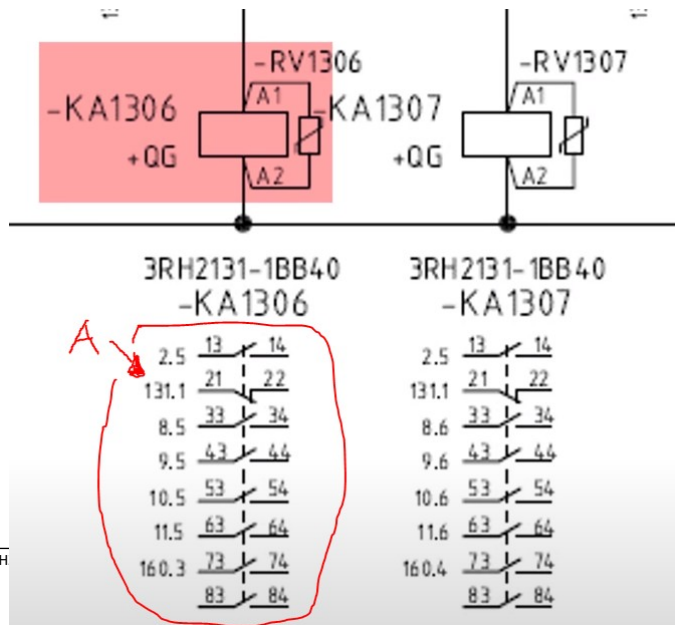 -RV1306
-RV1307
-KA1306
A1
-KA1307
A1
+QG
A2
+QG
A2
3RH2131-1BB40
3RH2131-1BB40
-KA1306
-KA1307
A
2.5 13 14
2.5 13 14
131.1 21 22
131.1 21 22
8.5 33 34
8.6 33 34
9.5 43 44
9.6 43 44
10.5 53 54
10.6 53 54
11.5 63 64
11.6 63 64
H
160.3 73 74
160.4 73 74
83 84
83 84